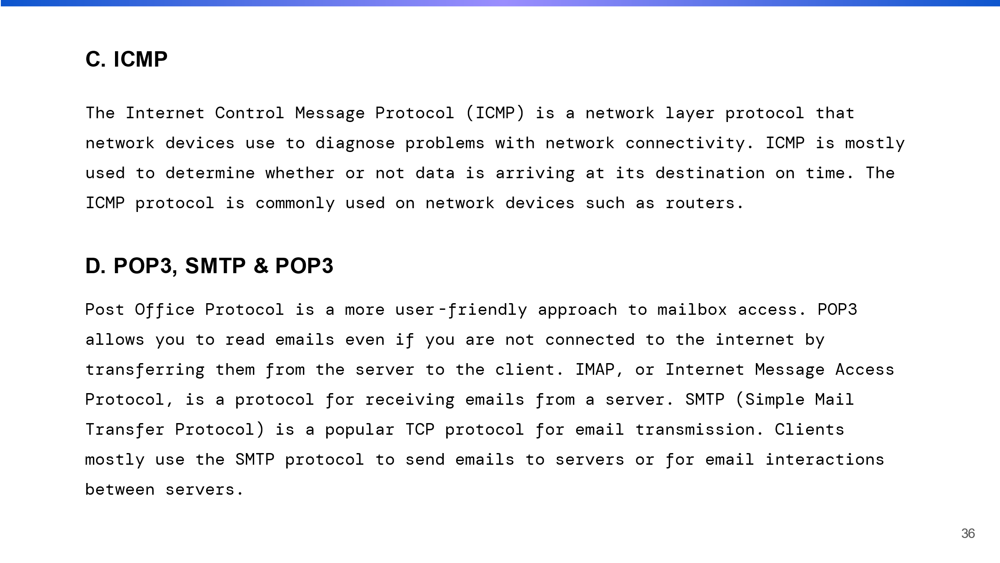 C. ICMP
The Internet Control Message Protocol (ICMP) is a network layer protocol that
network devices use to diagnose problems with network connectivity. ICMP is mostly
used to determine whether or not data is arriving at its destination on time. The
ICMP protocol is commonly used on network devices such as routers.
D. POP3, SMTP & POP3
Post Office Protocol is a more user-friendly approach to mailbox access. POP3
allows you to read emails even if you are not connected to the internet by
transferring them from the server to the client. IMAP, or Internet Message Access
Protocol, is a protocol for receiving emails from a server. SMTP (Simple Mail
Transfer Protocol) is a popular TCP protocol for email transmission. Clients
mostly use the SMTP protocol to send emails to servers or for email interactions
between servers.
36